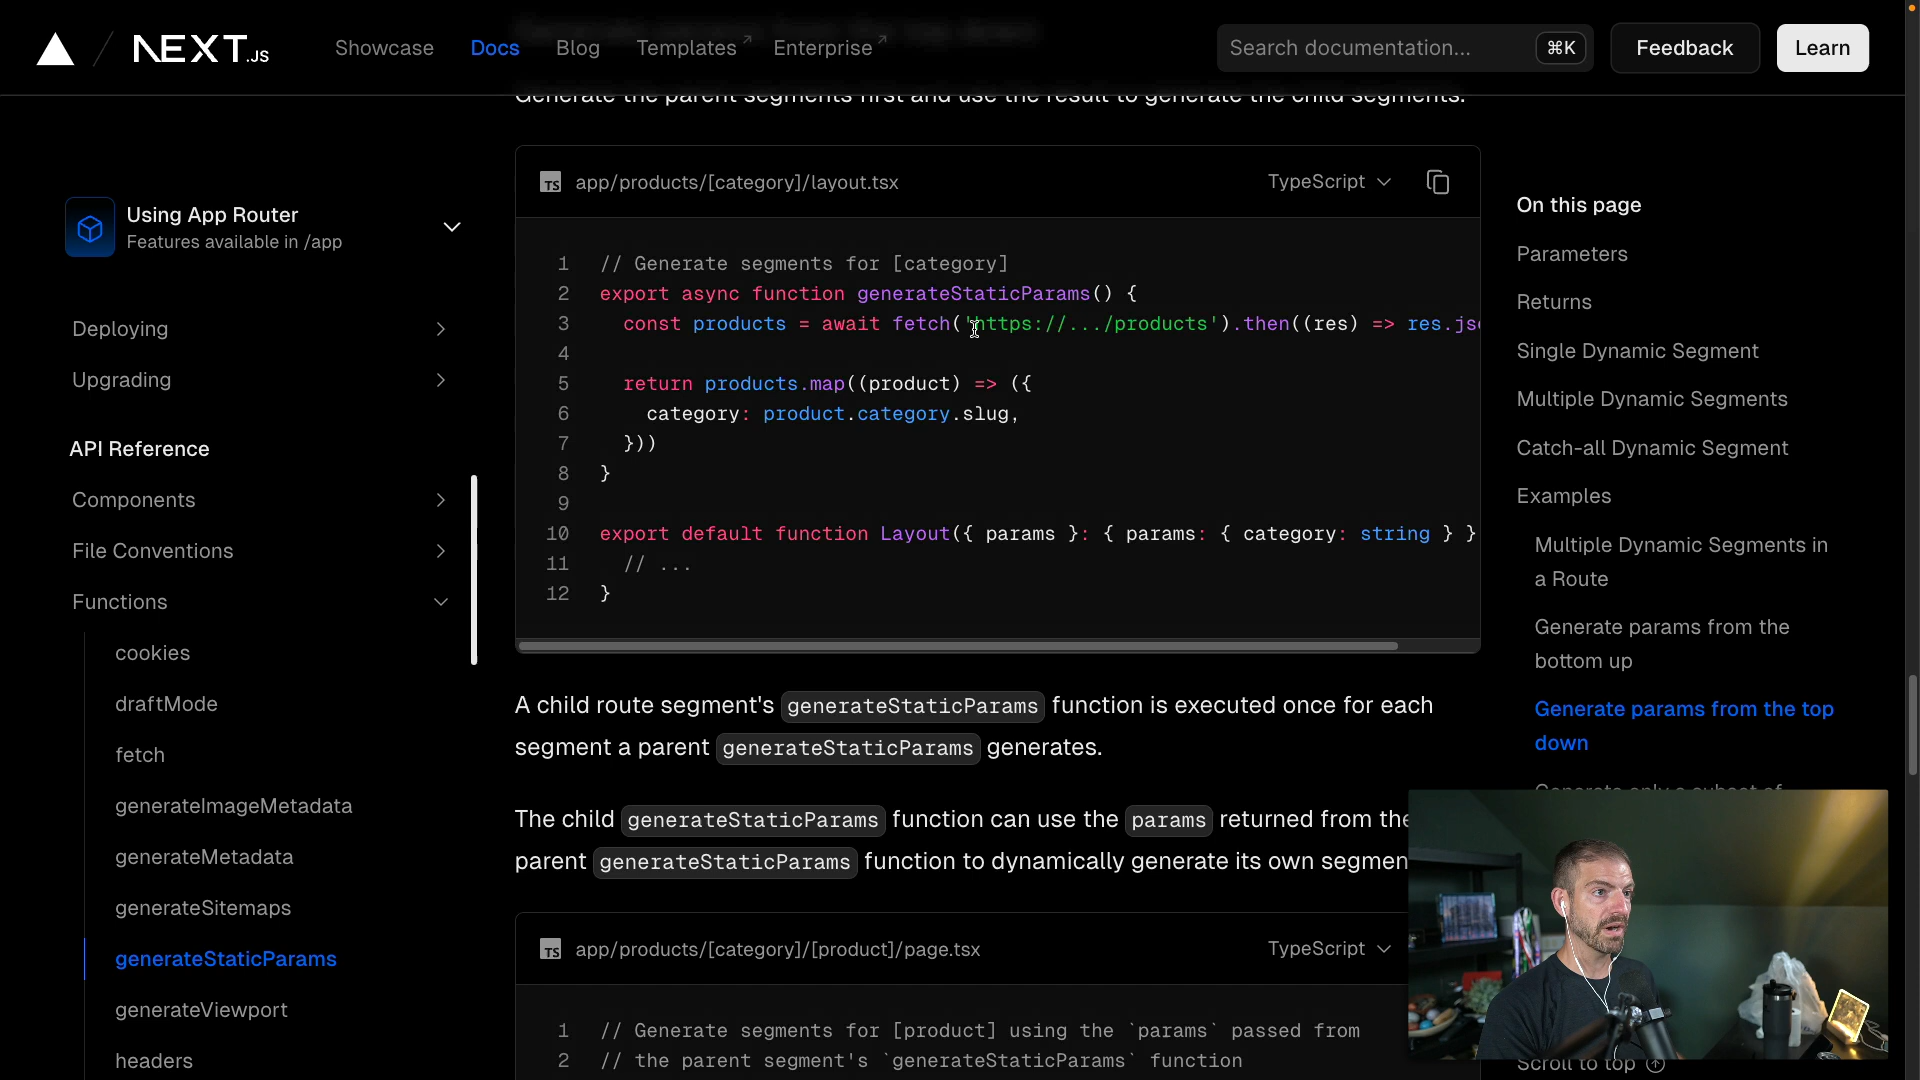 NEXT.JS
Showcase
Docs
Blog
Templates
Enterprise
Search documentation...
⌘K
Feedback
Learn
Generate the parent segments first and use the result to generate the child segments.
Using App Router
Features available in /app
Deploying
Upgrading
API Reference
Components
File Conventions
Functions
cookies
draftMode
fetch
generateImageMetadata
generateMetadata
generateSitemaps
generateStaticParams
generateViewport
headers
app/products/[category]/layout.tsx
TypeScript
1 // Generate segments for [category]
2 export async function generateStaticParams() {
3 const products = await fetch('https://.../products').then((res) => res.jso
4
5 return products.map((product) => ({
6 category: product.category.slug,
7 }))
8 }
9
10 export default function Layout({ params }: { params: { category: string } }
11 // ...
12 }
A child route segment's generateStaticParams function is executed once for each
segment a parent generateStaticParams generates.
The child generateStaticParams function can use the params returned from the
parent generateStaticParams function to dynamically generate its own segmen
app/products/[category]/[product]/page.tsx
TypeScript
1 // Generate segments for [product] using the `params` passed from
2 // the parent segment's `generateStaticParams` function
On this page
Parameters
Returns
Single Dynamic Segment
Multiple Dynamic Segments
Catch-all Dynamic Segment
Examples
Multiple Dynamic Segments in
a Route
Generate params from the
bottom up
Generate params from the top
down
Generate only a subset of
Scroll to top